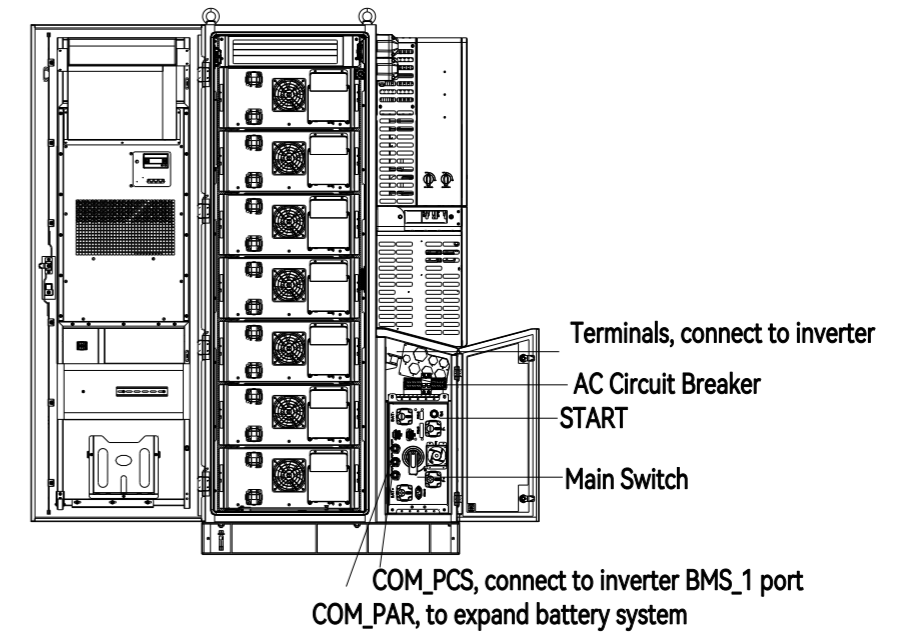 Terminals, connect to inverter
AC Circuit Breaker
START
Main Switch
COM_PCS, connect to inverter BMS_1 port
COM_PAR, to expand battery system